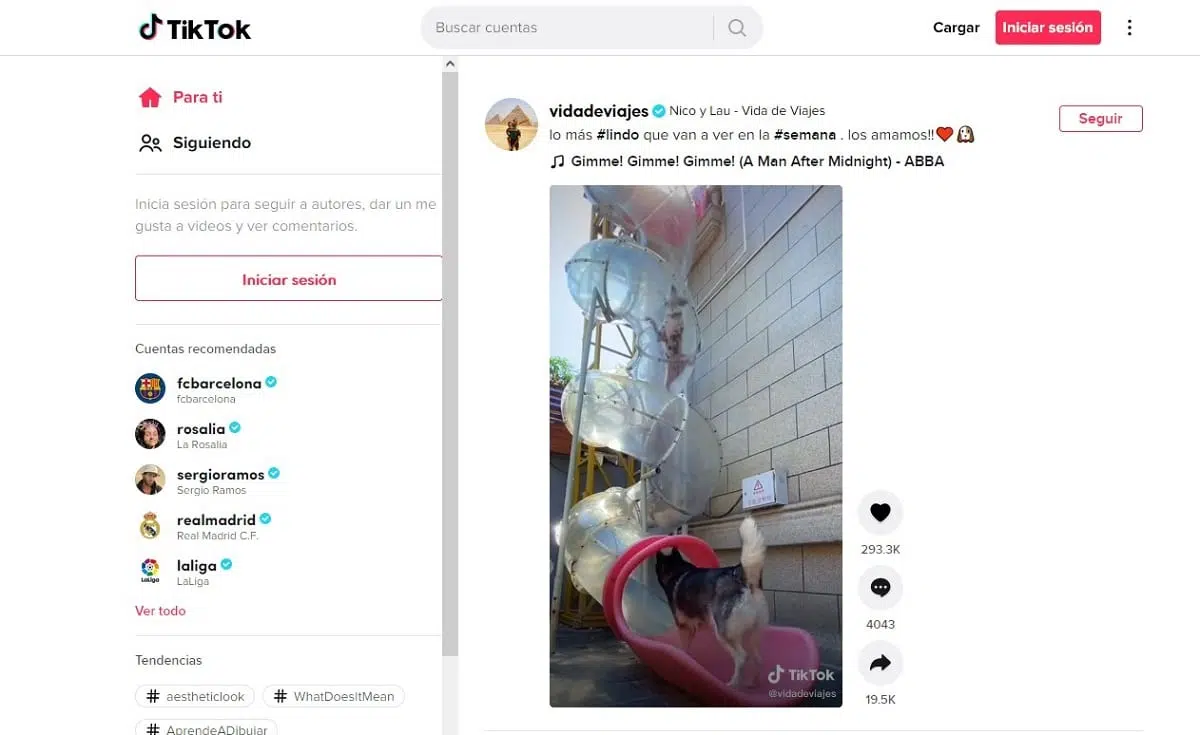 TikTok
Buscar cuentas
Cargar
Iniciar sesión
Para ti
Siguiendo
Inicia sesión para seguir a autores, dar un me
gusta a videos y ver comentarios.
Iniciar sesión
Cuentas recomendadas
fcbarcelona
fcbarcelona
rosalia
La Rosalia
sergioramos
Sergio Ramos
realmadrid
Real Madrid C.F.
laliga
LaLiga
Ver todo
Tendencias
# aestheticlook
# WhatDoesItMean
# AprendeADibujar
vidadeviajes Nico y Lau - Vida de Viajes
lo más #lindo que van a ver en la #semana . los amamos!!❤️🐶
Seguir
Gimme! Gimme! Gimme! (A Man After Midnight) - ABBA
TikTok
@vidadeviajes
293.3K
4043
19.5K